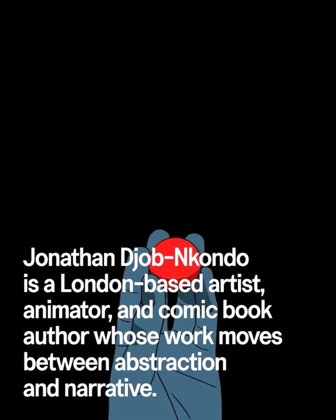 Jonathan Djob-Nkondo
is a London-based artist,
animator, and comic book
author whose work moves
between abstraction
and narrative.